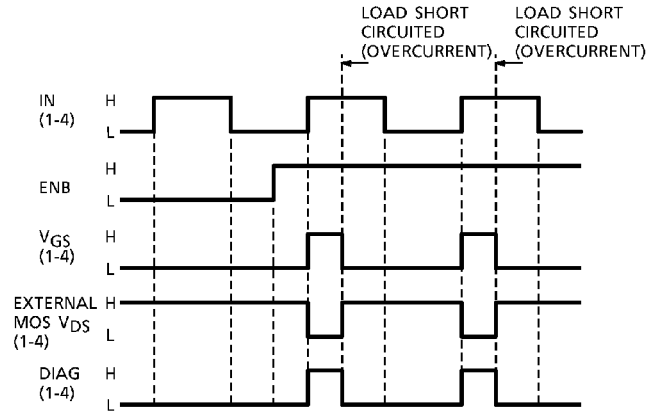 LOAD SHORT
CIRCUITED
(OVERCURRENT)
LOAD SHORT
CIRCUITED
(OVERCURRENT)
IN
(1-4)
H
L
ENB
H
L
VGS
(1-4)
H
L
EXTERNAL
MOS VDS
(1-4)
H
L
DIAG
(1-4)
H
L